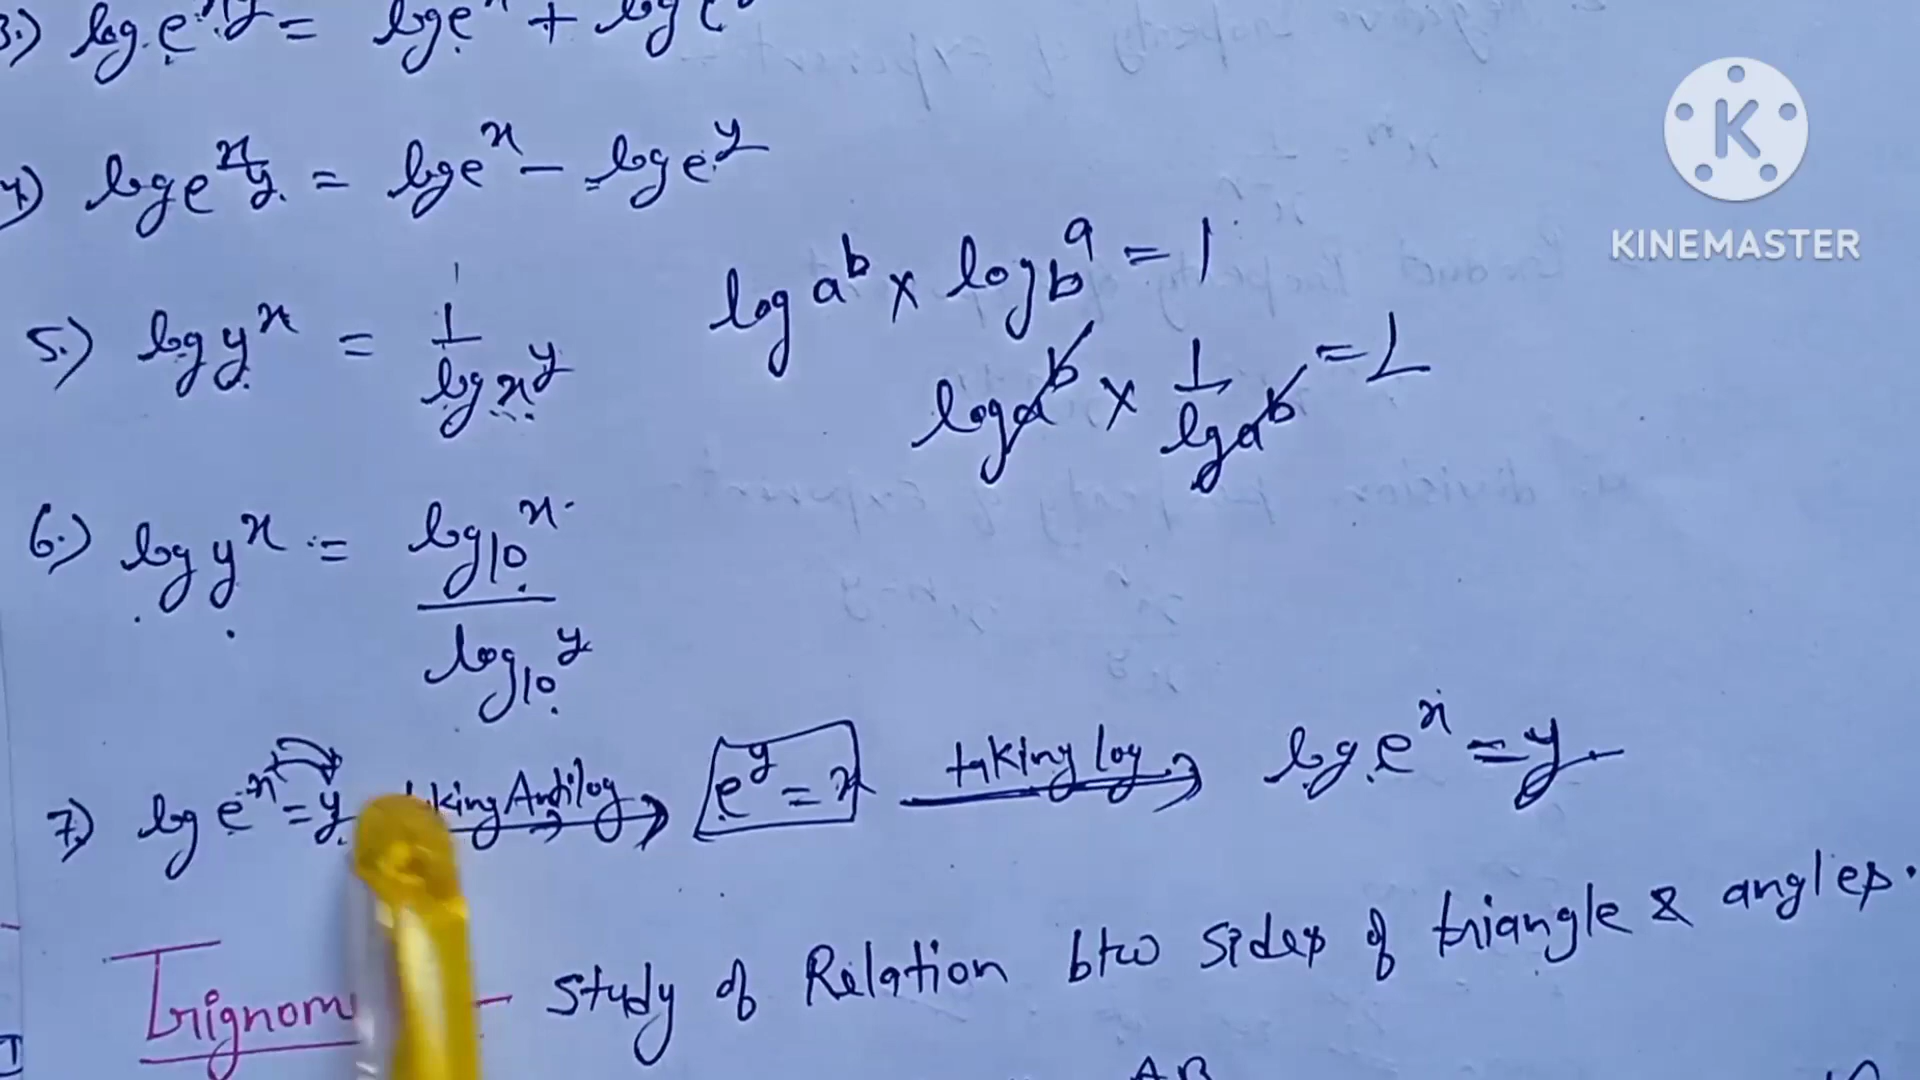 3.) log e^xy = log e^x + log e
4.) log e^x/y = log e^x - log e^y
5.) log y^x = 1/log x^y
log a^b × log b^a = 1
log a^b × 1/log a^b = 1
6.) log y^x = log10^x / log10^y
7.) log e^x = y taking Antilog → e^y = x taking log → log e^x = y
Trignom - Study of Relation btw sides of triangle & angles.
AB
K
KINEMASTER